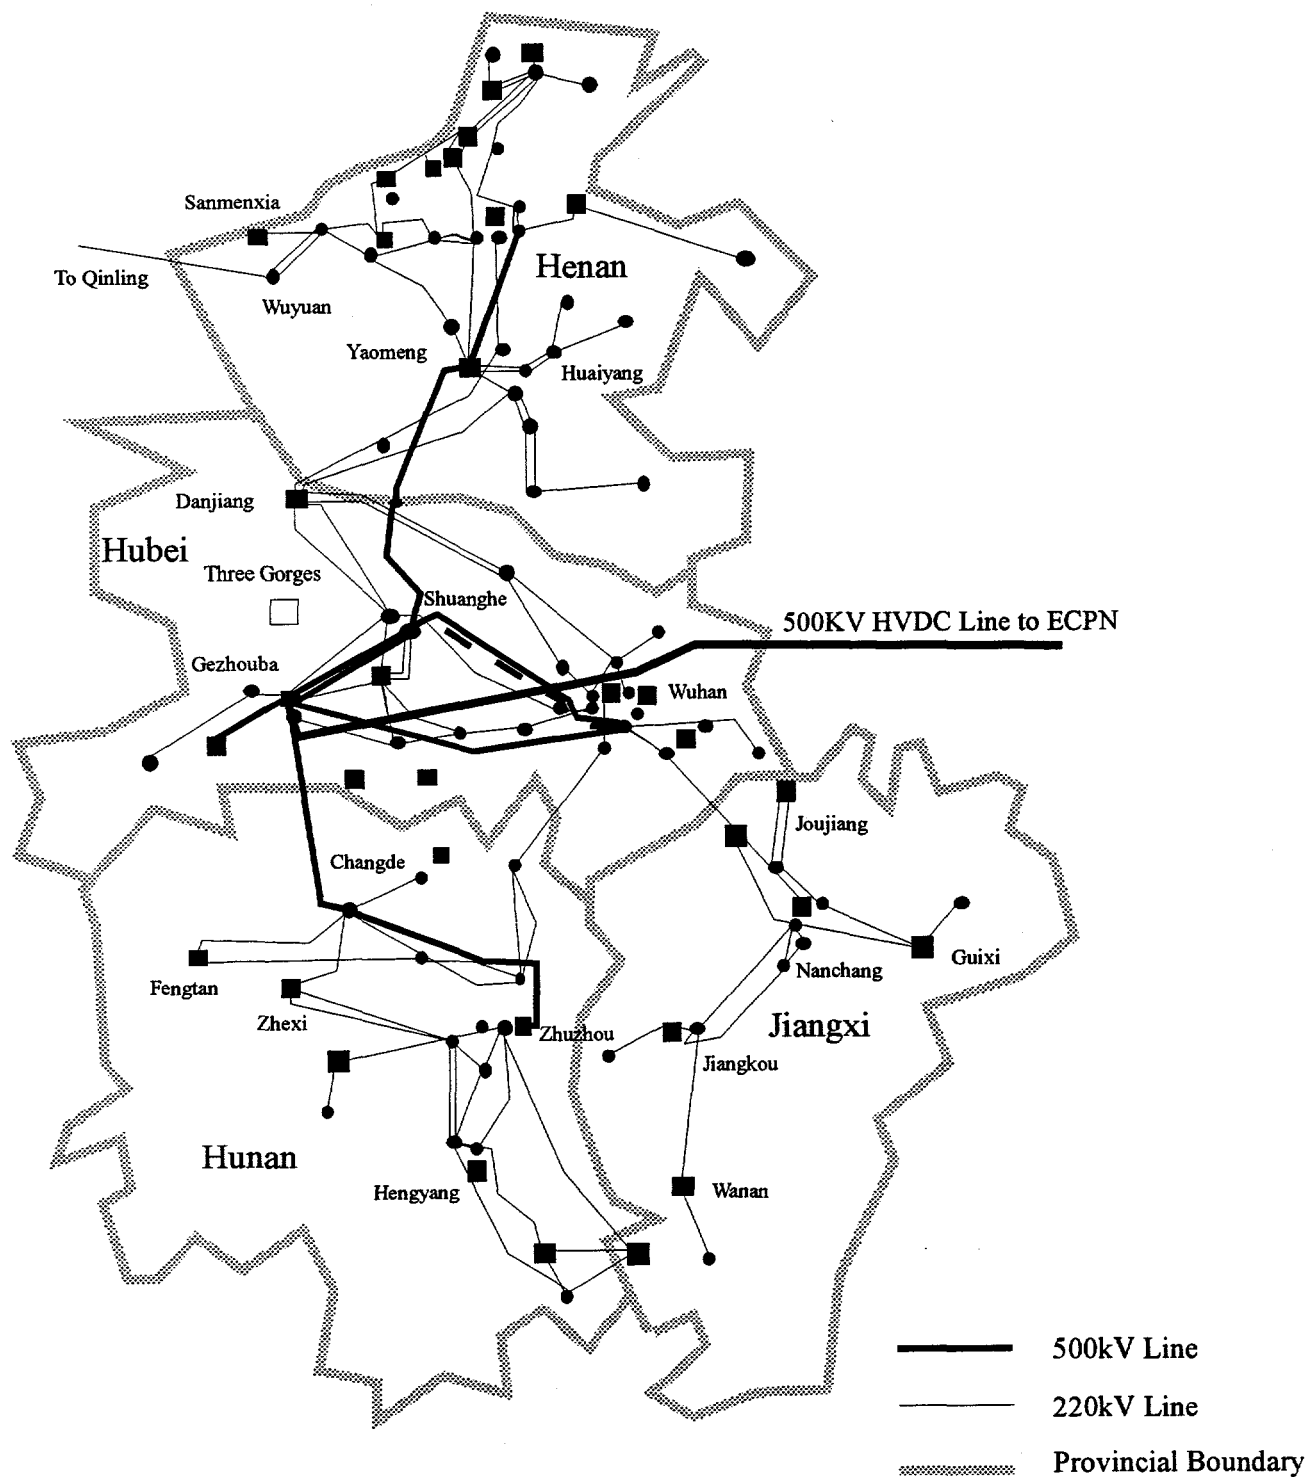 Sanmenxia
Henan
To Qinling
Wuyuan
Yaomeng
Huaiyang
Danjiang
Hubei
Three Gorges
Shuanghe
500KV HVDC Line to ECPN
Gezhouba
Wuhan
Joujiang
Changde
Guixi
Nanchang
Fengtan
Zhexi
Zhuzhou
Jiangxi
Jiangkou
Hunan
Hengyang
Wanan
500kV Line
220kV Line
Provincial Boundary